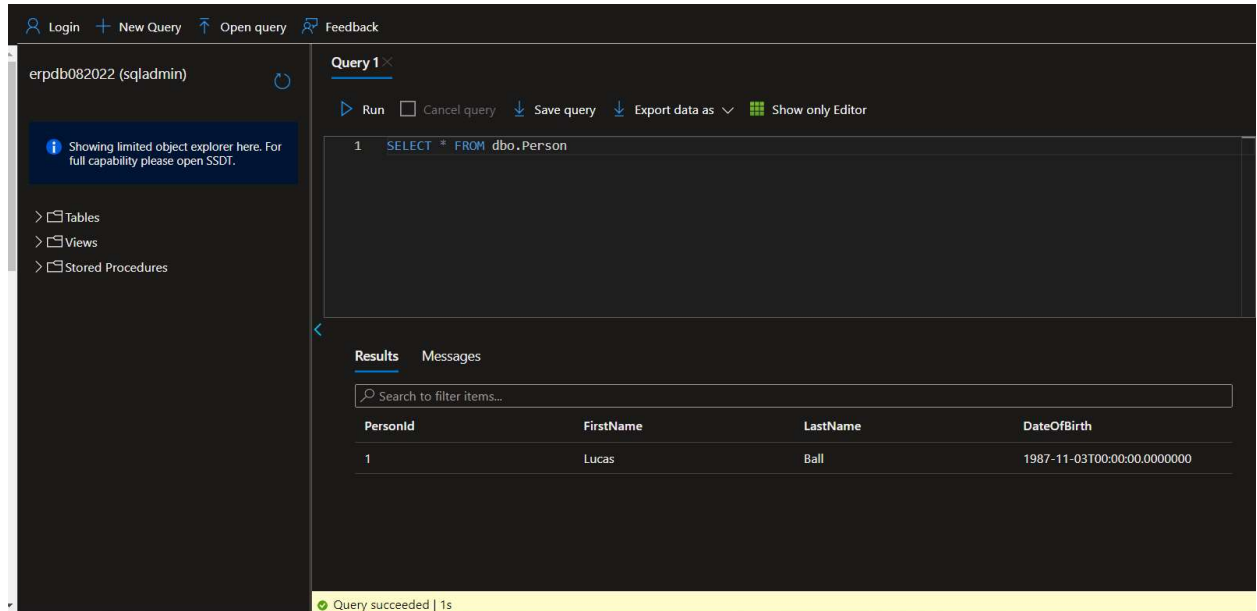 Login New Query Open query Feedback
erpdb082022 (sqladmin)
Showing limited object explorer here. For
full capability please open SSDT.
Tables
Views
Stored Procedures
Query 1
Run Cancel query Save query Export data as Show only Editor
1 SELECT * FROM dbo.Person
Results Messages
Search to filter items...
PersonId FirstName LastName DateOfBirth
1 Lucas Ball 1987-11-03T00:00:00.0000000
Query succeeded | 1s